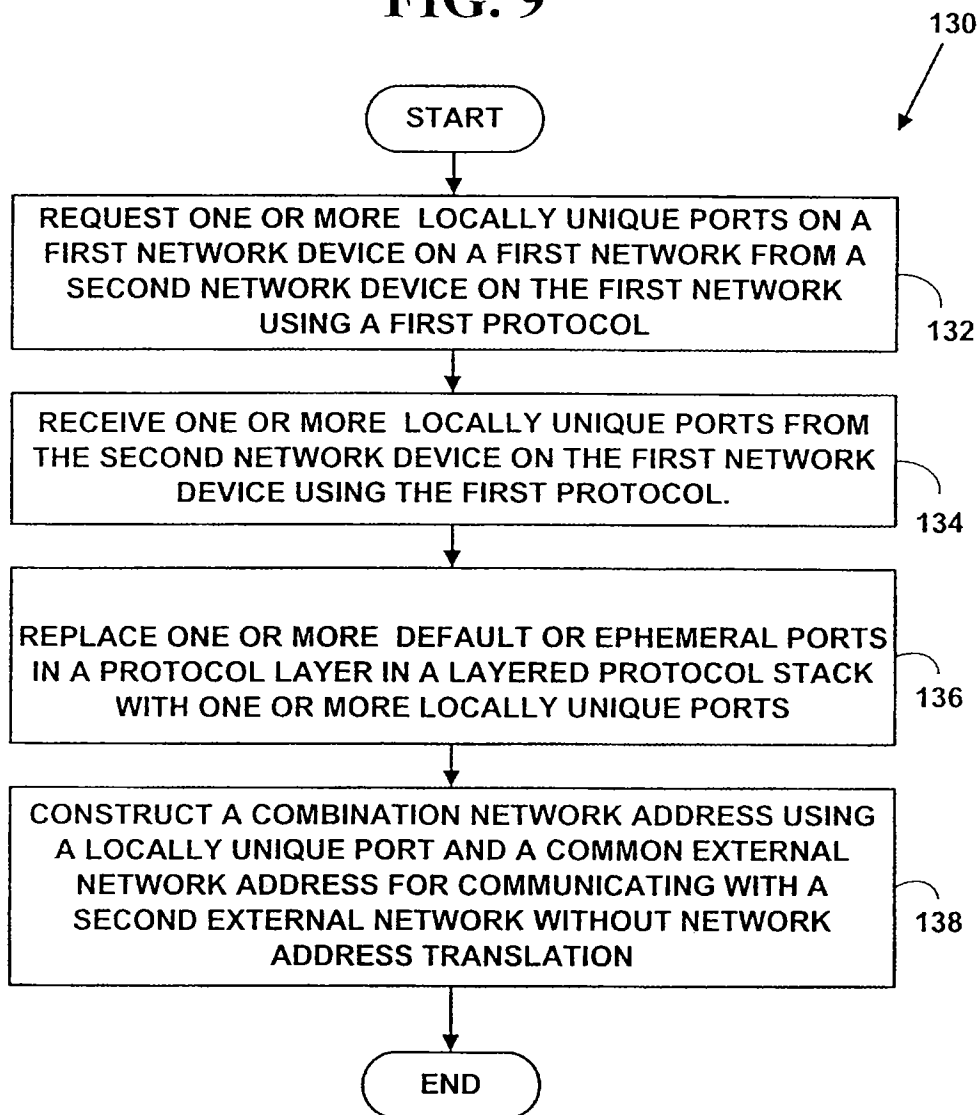 FIG. 9
130
START
REQUEST ONE OR MORE LOCALLY UNIQUE PORTS ON A
FIRST NETWORK DEVICE ON A FIRST NETWORK FROM A
SECOND NETWORK DEVICE ON THE FIRST NETWORK
USING A FIRST PROTOCOL
132
RECEIVE ONE OR MORE LOCALLY UNIQUE PORTS FROM
THE SECOND NETWORK DEVICE ON THE FIRST NETWORK
DEVICE USING THE FIRST PROTOCOL.
134
REPLACE ONE OR MORE DEFAULT OR EPHEMERAL PORTS
IN A PROTOCOL LAYER IN A LAYERED PROTOCOL STACK
WITH ONE OR MORE LOCALLY UNIQUE PORTS
136
CONSTRUCT A COMBINATION NETWORK ADDRESS USING
A LOCALLY UNIQUE PORT AND A COMMON EXTERNAL
NETWORK ADDRESS FOR COMMUNICATING WITH A
SECOND EXTERNAL NETWORK WITHOUT NETWORK
ADDRESS TRANSLATION
138
END